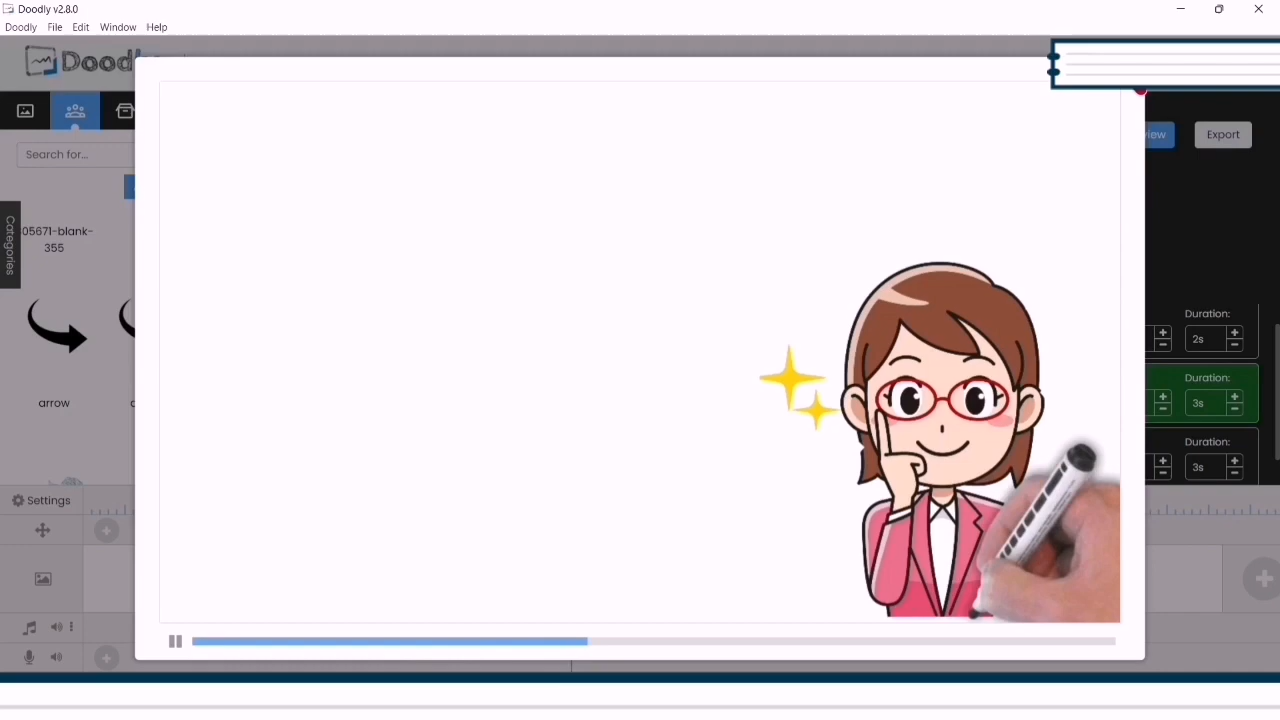 Doodly v2.8.0
Doodly File Edit Window Help
Search for...
Categories
05671-blank-
355
arrow
Export
Duration:
2s
Duration:
3s
Duration:
3s
Settings